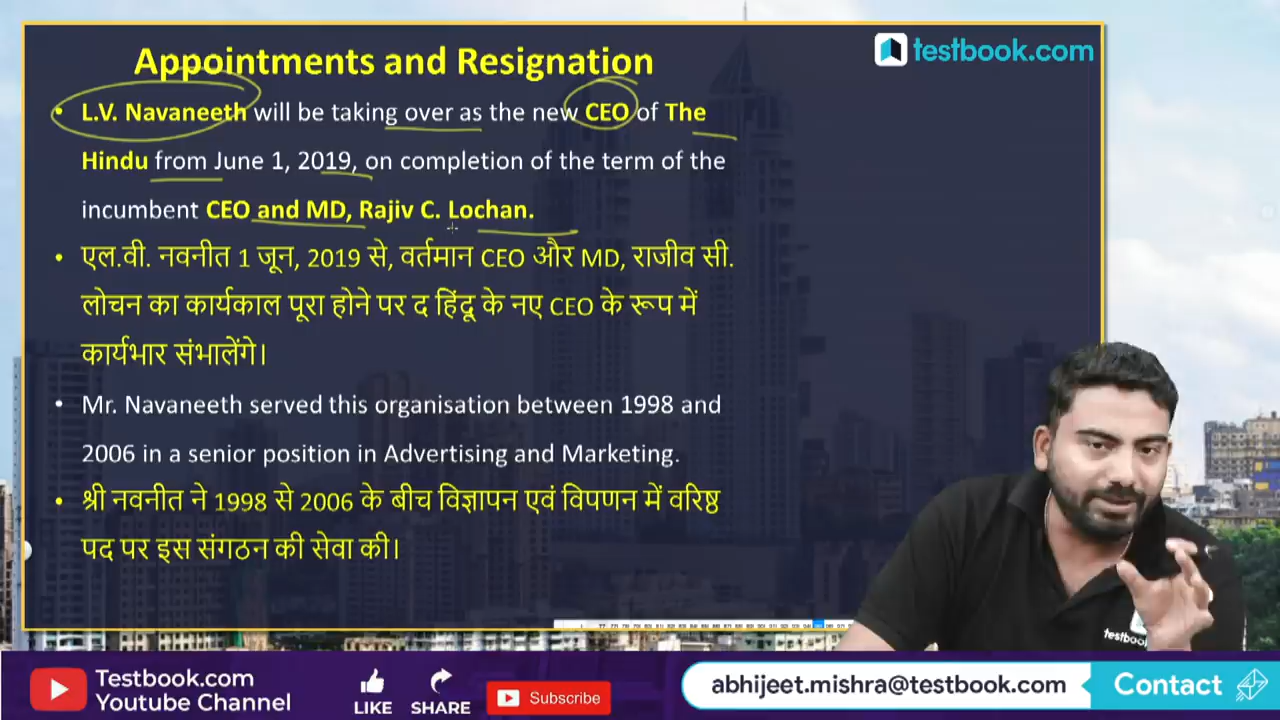 Appointments and Resignation
testbook.com
• L.V. Navaneeth will be taking over as the new CEO of The
Hindu from June 1, 2019, on completion of the term of the
incumbent CEO and MD, Rajiv C. Lochan.
• एल.वी. नवनीत 1 जून, 2019 से, वर्तमान CEO और MD, राजीव सी.
लोचन का कार्यकाल पूरा होने पर द हिंदू के नए CEO के रूप में
कार्यभार संभालेंगे।
• Mr. Navaneeth served this organisation between 1998 and
2006 in a senior position in Advertising and Marketing.
• श्री नवनीत ने 1998 से 2006 के बीच विज्ञापन एवं विपणन में वरिष्ठ
पद पर इस संगठन की सेवा की।
testbook
Testbook.com
Youtube Channel
LIKE
SHARE
Subscribe
abhijeet.mishra@testbook.com
Contact